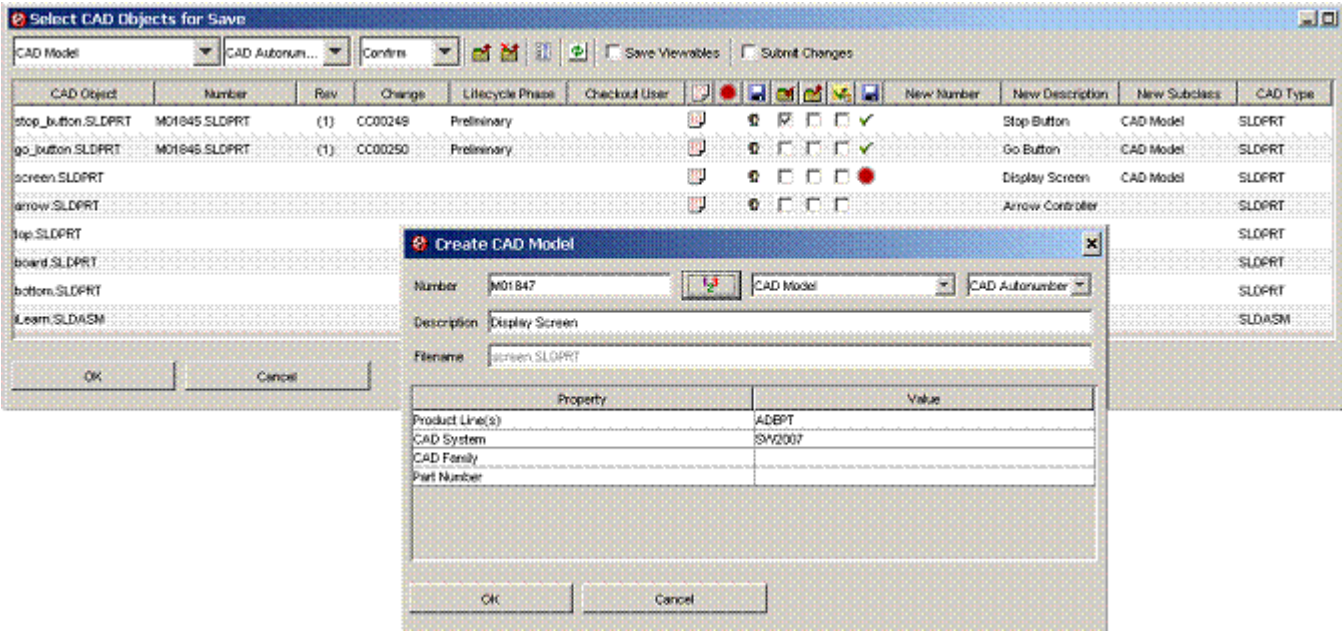 Select CAD Objects for Save
CAD Model CAD Autonum... Confirm Save Viewables Submit Changes
CAD Object Number Rev Change Lifecycle Phase Checkout User New Number New Description New Subclass CAD Type
stop_button.SLDPRT M01845.SLDPRT (1) CC00249 Preliminary Stop Button CAD Model SLDPRT
go_button.SLDPRT M01846.SLDPRT (1) CC00250 Preliminary Go Button CAD Model SLDPRT
screen.SLDPRT Display Screen CAD Model SLDPRT
arrow.SLDPRT Arrow Controller SLDPRT
top.SLDPRT SLDPRT
board.SLDPRT SLDPRT
bottom.SLDPRT SLDPRT
iLearn.SLDASM SLDASM
OK Cancel
Create CAD Model
Number M01847 CAD Model CAD Autonumber
Description Display Screen
Filename screen.SLDPRT
Property Value
Product Line(s) ADEPT
CAD System SW2007
CAD Family
Part Number
OK Cancel